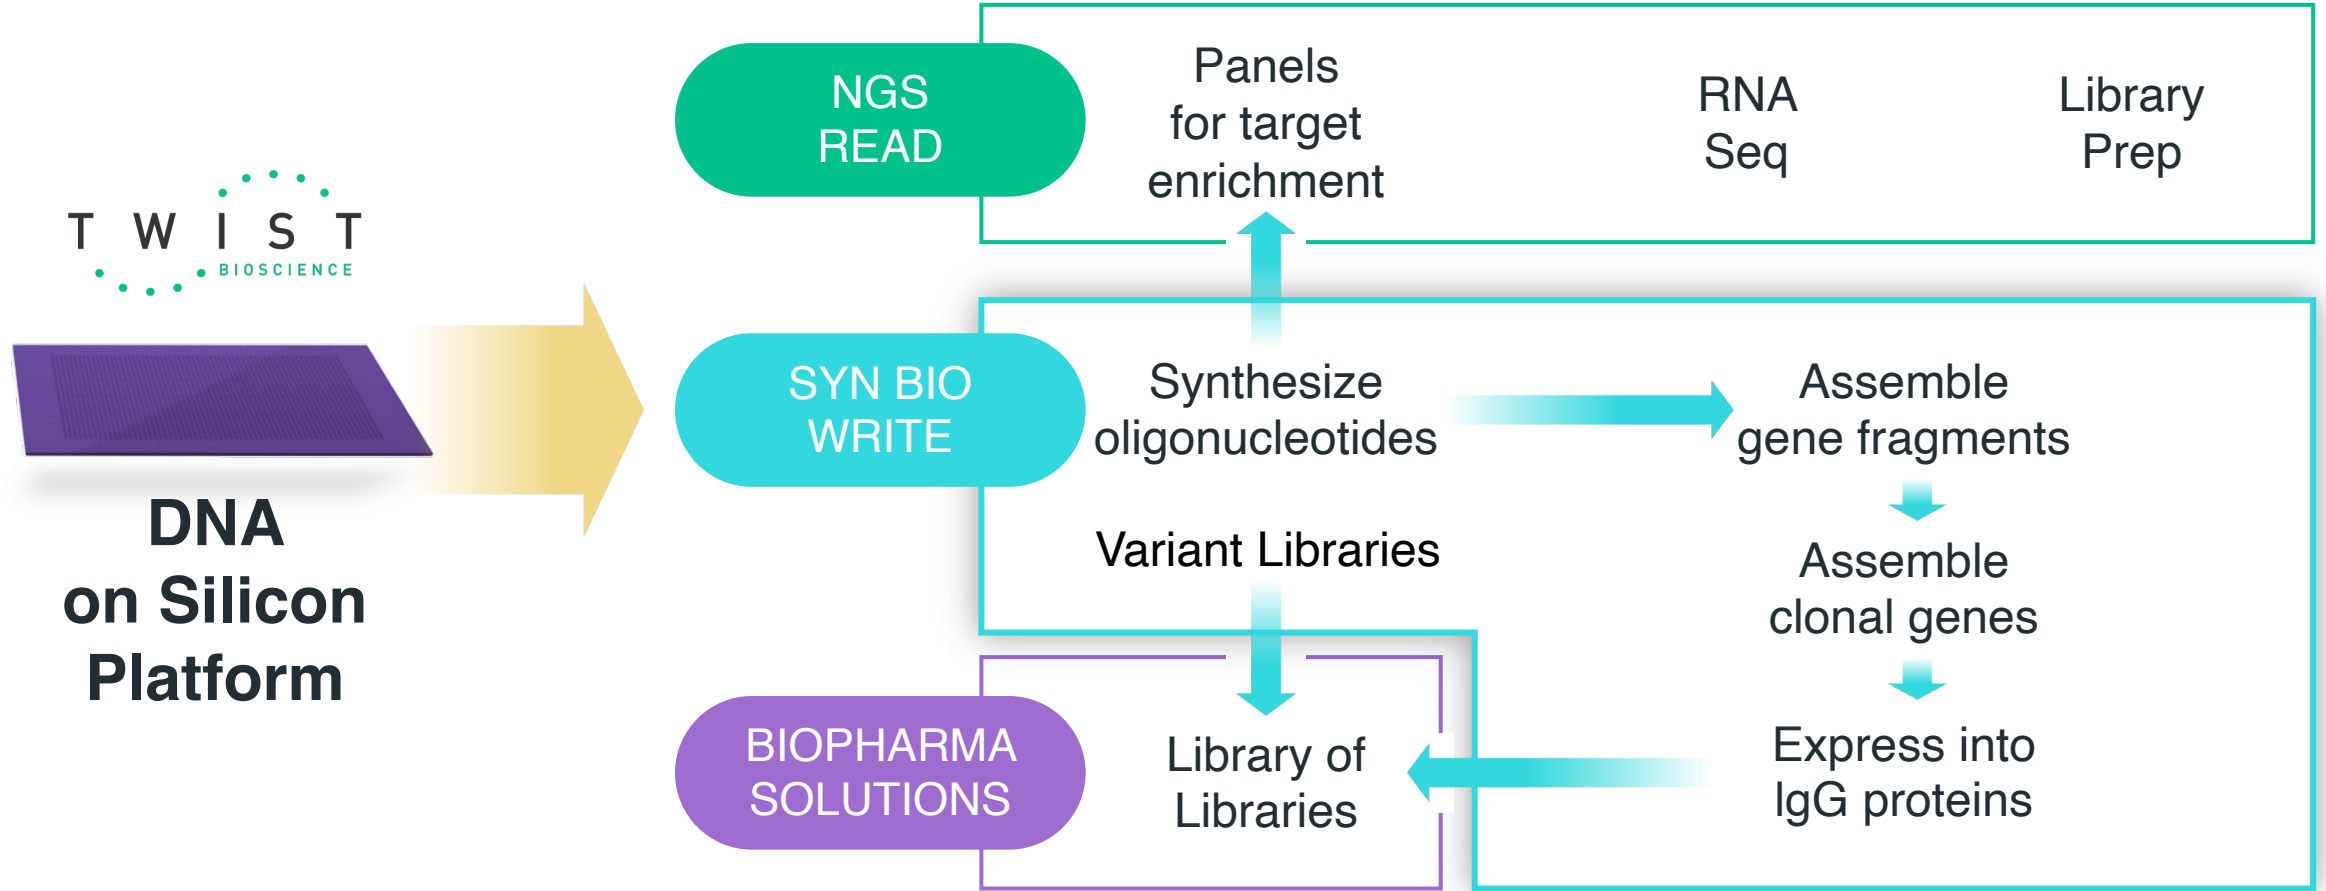 TWIST
BIOSCIENCE
DNA
on Silicon
Platform
NGS
READ
Panels
for target
enrichment
RNA
Seq
Library
Prep
SYN BIO
WRITE
Synthesize
oligonucleotides
Assemble
gene fragments
Variant Libraries
Assemble
clonal genes
BIOPHARMA
SOLUTIONS
Library of
Libraries
Express into
IgG proteins